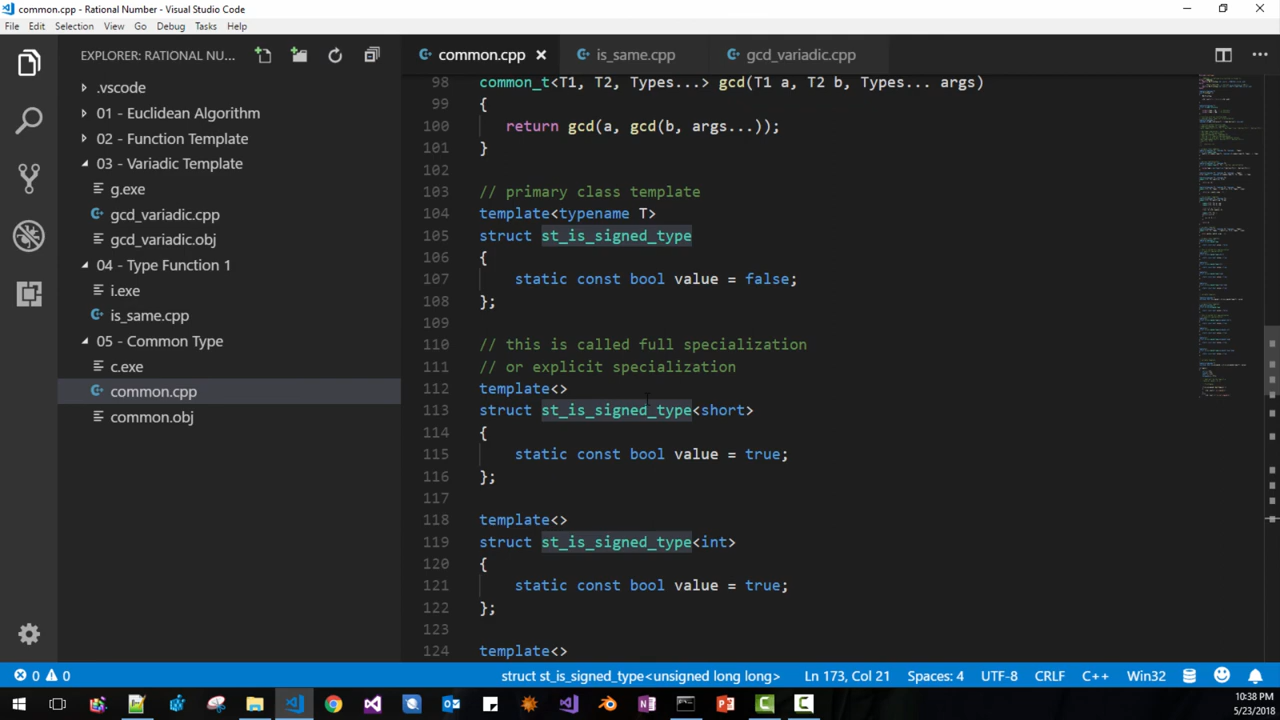 common.cpp - Rational Number - Visual Studio Code
File Edit Selection View Go Debug Tasks Help
EXPLORER: RATIONAL NU...
common.cpp is_same.cpp gcd_variadic.cpp
.vscode
01 - Euclidean Algorithm
02 - Function Template
03 - Variadic Template
g.exe
gcd_variadic.cpp
gcd_variadic.obj
04 - Type Function 1
i.exe
is_same.cpp
05 - Common Type
c.exe
common.cpp
common.obj
98 common_t<T1, T2, Types...> gcd(T1 a, T2 b, Types... args)
99 {
100 return gcd(a, gcd(b, args...));
101 }
102
103 // primary class template
104 template<typename T>
105 struct st_is_signed_type
106 {
107 static const bool value = false;
108 };
109
110 // this is called full specialization
111 // or explicit specialization
112 template<>
113 struct st_is_signed_type<short>
114 {
115 static const bool value = true;
116 };
117
118 template<>
119 struct st_is_signed_type<int>
120 {
121 static const bool value = true;
122 };
123
124 template<>
0 0 struct st_is_signed_type<unsigned long long> Ln 173, Col 21 Spaces: 4 UTF-8 CRLF C++ Win32
10:38 PM
5/23/2018